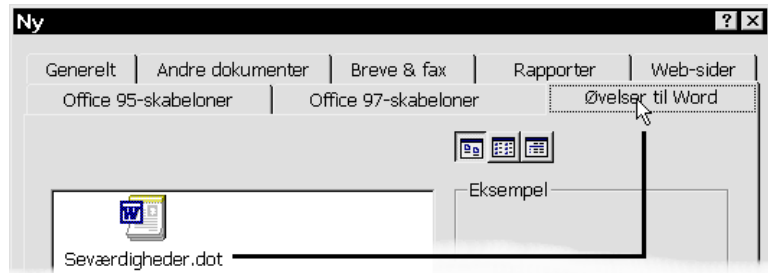 Ny
Generelt Andre dokumenter Breve & fax Rapporter Web-sider
Office 95-skabeloner Office 97-skabeloner Øvelser til Word
Eksempel
Seværdigheder.dot